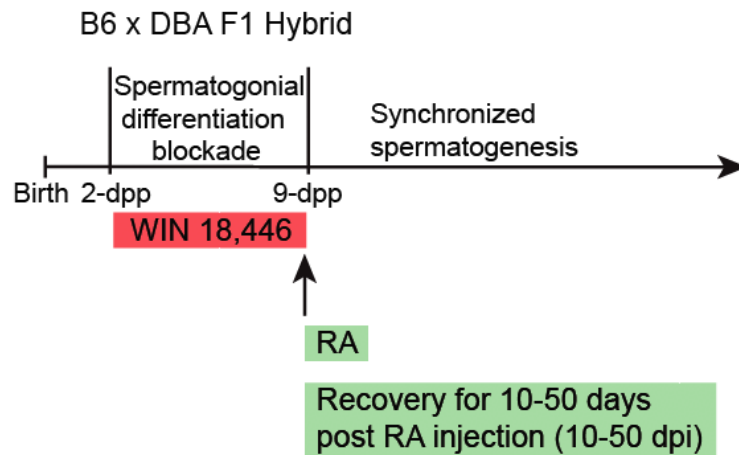 B6 x DBA F1 Hybrid
Spermatogonial
differentiation
blockade
Synchronized
spermatogenesis
Birth 2-dpp 9-dpp
WIN 18,446
RA
Recovery for 10-50 days
post RA injection (10-50 dpi)